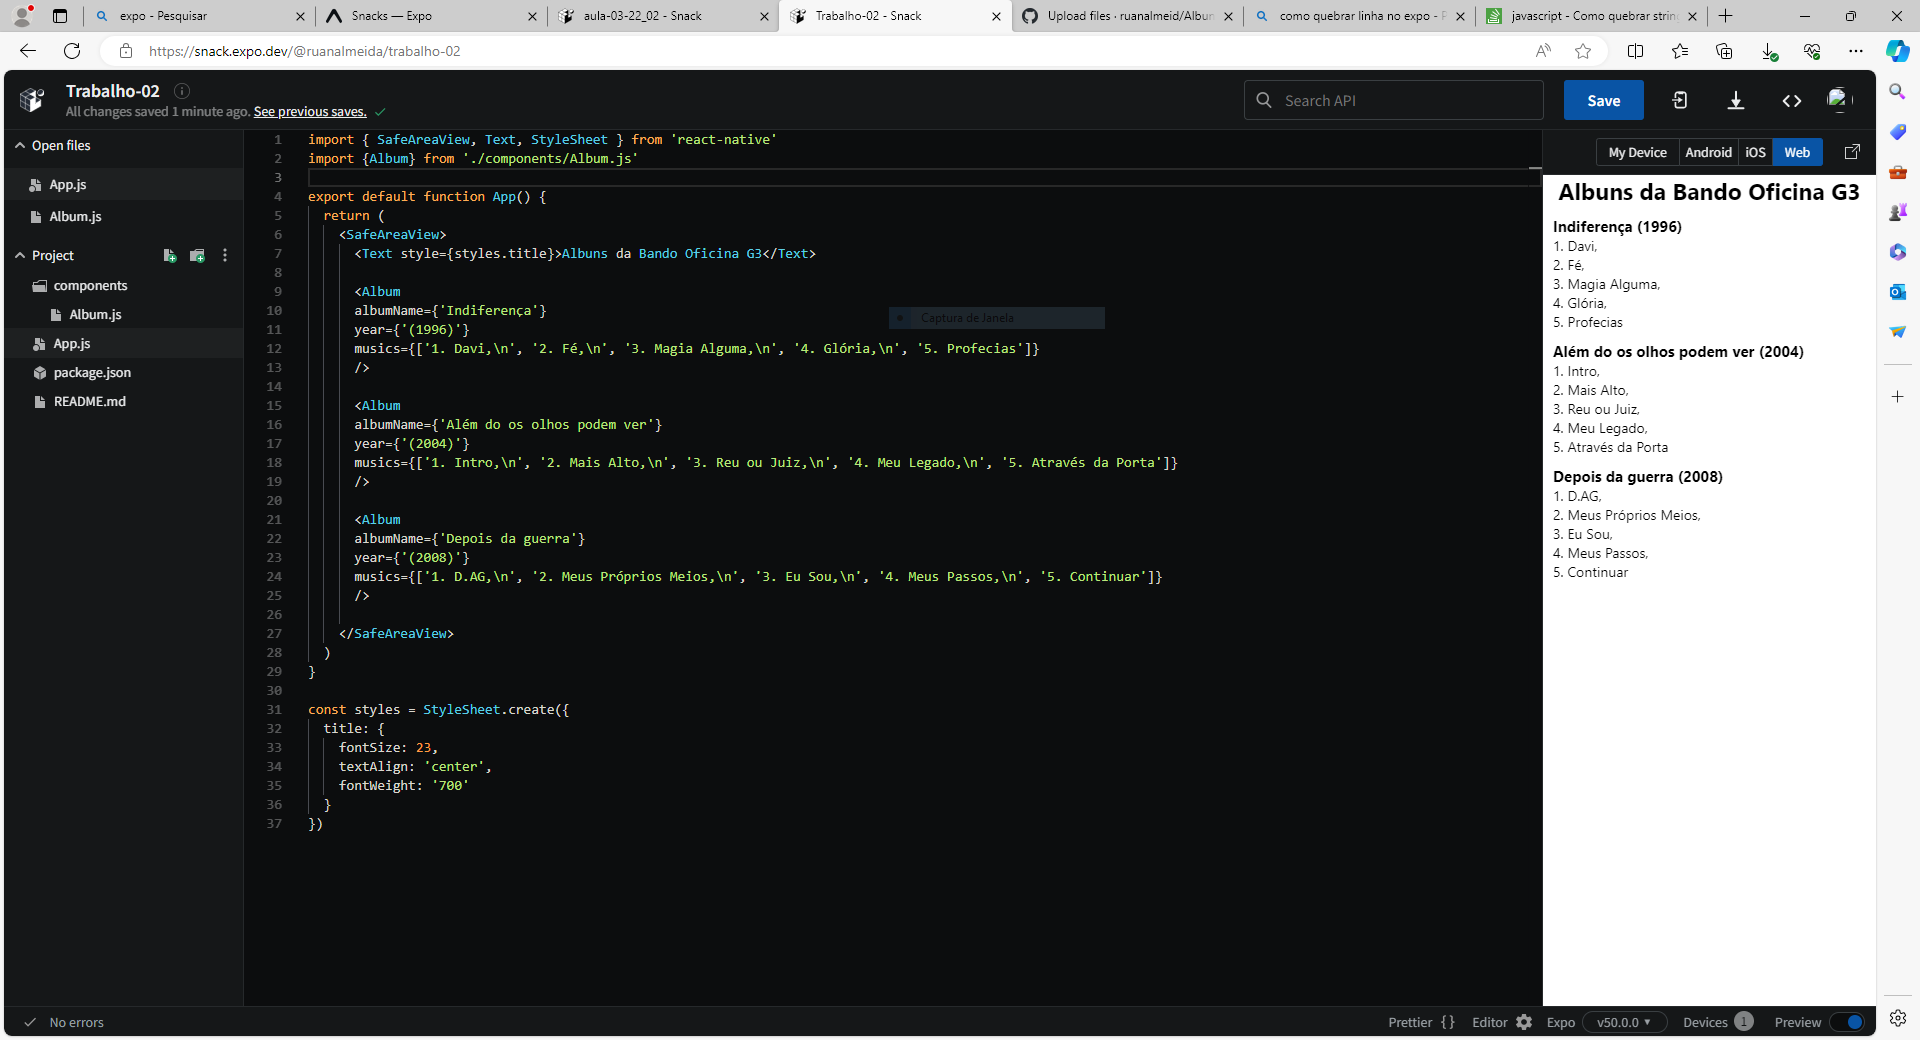 expo - Pesquisar
Snacks — Expo
aula-03-22_02 - Snack
Trabalho-02 - Snack
Upload files · ruanalmeid/Album
como quebrar linha no expo - P
javascript - Como quebrar strin
https://snack.expo.dev/@ruanalmeida/trabalho-02
Trabalho-02
All changes saved 1 minute ago. See previous saves.
Search API
Save
Open files
App.js
Album.js
Project
components
Album.js
App.js
package.json
README.md
1 import { SafeAreaView, Text, StyleSheet } from 'react-native'
2 import {Album} from './components/Album.js'
3
4 export default function App() {
5 return (
6 <SafeAreaView>
7 <Text style={styles.title}>Albuns da Bando Oficina G3</Text>
8
9 <Album
10 albumName={'Indiferença'}
11 year={'(1996)'}
12 musics={['1. Davi,\n', '2. Fé,\n', '3. Magia Alguma,\n', '4. Glória,\n', '5. Profecias']}
13 />
14
15 <Album
16 albumName={'Além do os olhos podem ver'}
17 year={'(2004)'}
18 musics={['1. Intro,\n', '2. Mais Alto,\n', '3. Reu ou Juiz,\n', '4. Meu Legado,\n', '5. Através da Porta']}
19 />
20
21 <Album
22 albumName={'Depois da guerra'}
23 year={'(2008)'}
24 musics={['1. D.AG,\n', '2. Meus Próprios Meios,\n', '3. Eu Sou,\n', '4. Meus Passos,\n', '5. Continuar']}
25 />
26
27 </SafeAreaView>
28 )
29 }
30
31 const styles = StyleSheet.create({
32 title: {
33 fontSize: 23,
34 textAlign: 'center',
35 fontWeight: '700'
36 }
37 })
Captura de Janela
My Device
Android
iOS
Web
Albuns da Bando Oficina G3
Indiferença (1996)
1. Davi,
2. Fé,
3. Magia Alguma,
4. Glória,
5. Profecias
Além do os olhos podem ver (2004)
1. Intro,
2. Mais Alto,
3. Reu ou Juiz,
4. Meu Legado,
5. Através da Porta
Depois da guerra (2008)
1. D.AG,
2. Meus Próprios Meios,
3. Eu Sou,
4. Meus Passos,
5. Continuar
No errors
Prettier { }
Editor
Expo
v50.0.0
Devices 1
Preview